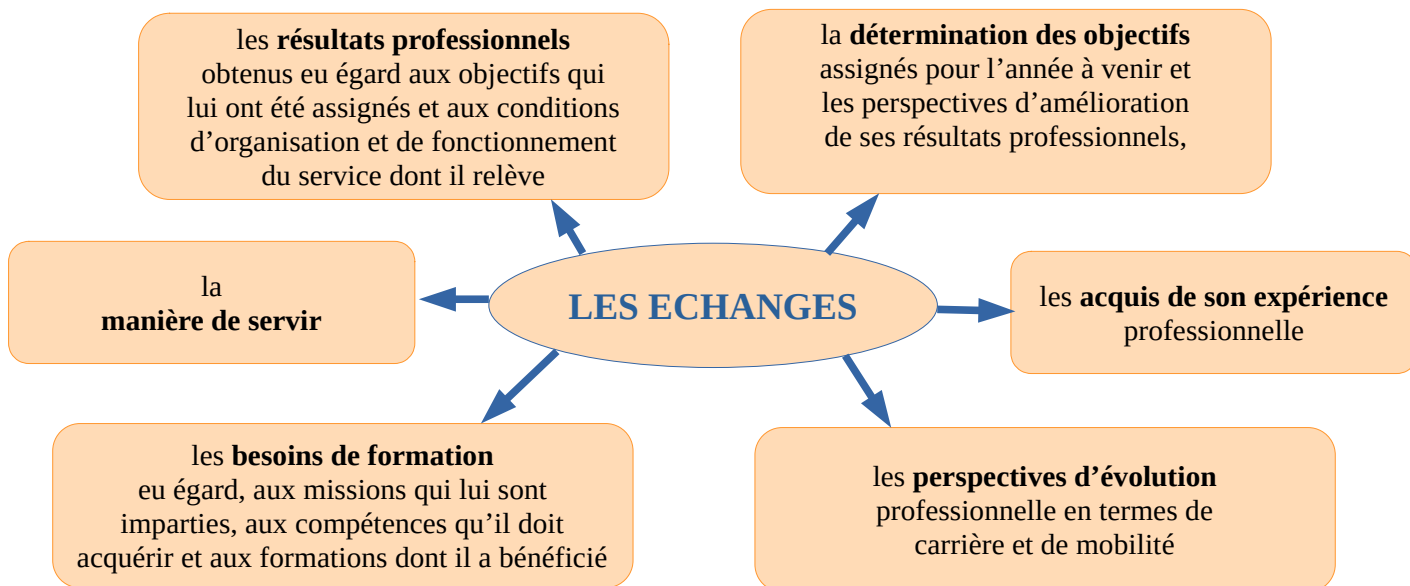 les résultats professionnels
obtenus eu égard aux objectifs qui
lui ont été assignés et aux conditions
d’organisation et de fonctionnement
du service dont il relève
la détermination des objectifs
assignés pour l’année à venir et
les perspectives d’amélioration
de ses résultats professionnels,
la
manière de servir
LES ECHANGES
les acquis de son expérience
professionnelle
les besoins de formation
eu égard, aux missions qui lui sont
imparties, aux compétences qu’il doit
acquérir et aux formations dont il a bénéficié
les perspectives d’évolution
professionnelle en termes de
carrière et de mobilité